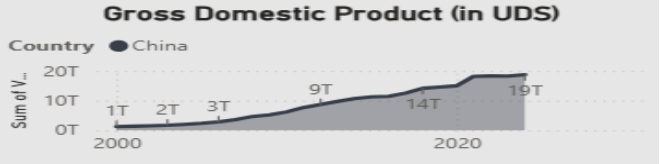 Gross Domestic Product (in UDS)
Country China
Sum of V...
20T
10T
0T
1T 2T 3T 9T 14T 19T
2000 2020